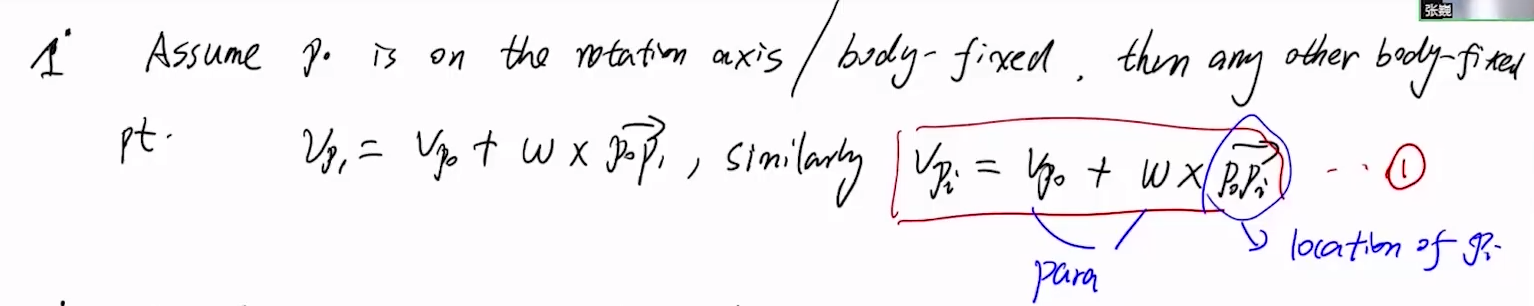 张巍
1° Assume p₀ is on the rotation axis / body-fixed, then any other body-fixed
pt. $v_{p_1} = v_{p_0} + \omega \times \overrightarrow{p_0 p_1}$, similarly $v_{p_i} = v_{p_0} + \omega \times \overrightarrow{p_0 p_i}$ --- ①
para
location of $p_i$